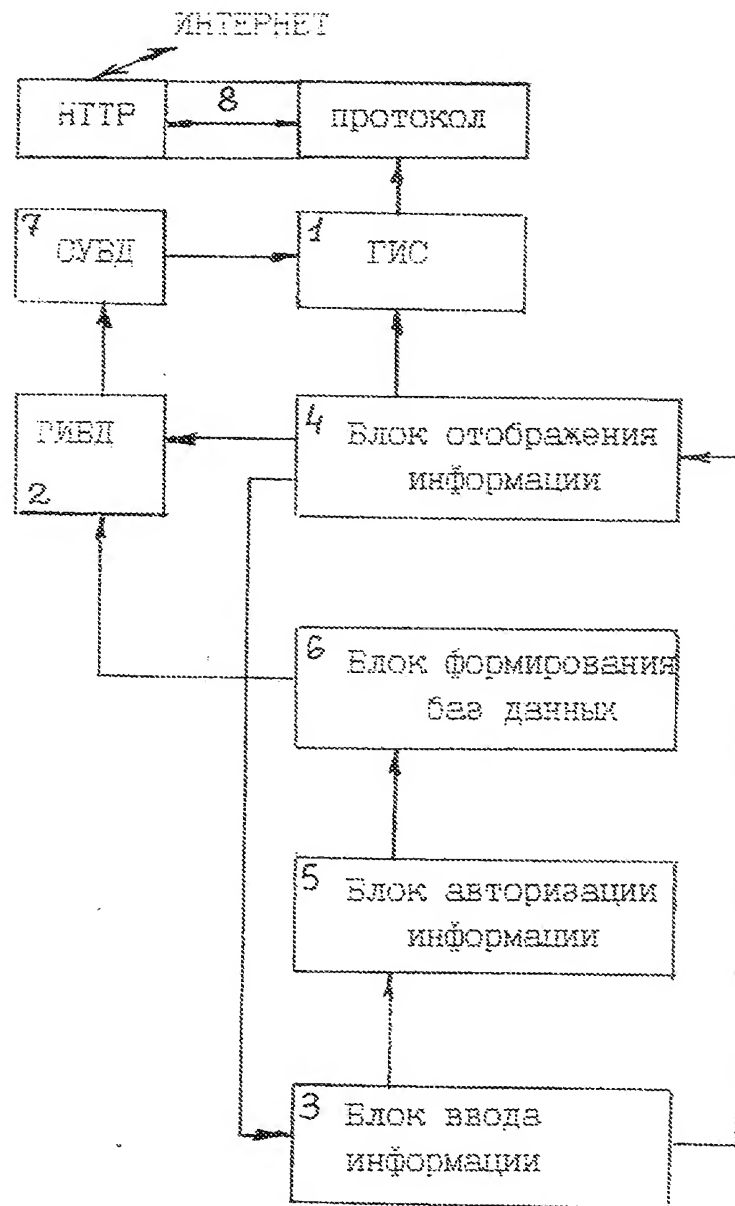 ИНТЕРНЕТ
HTTP
8
ПРОТОКОЛ
7
СУБД
1
ГИС
ГИБД
2
4 Блок отображения
информации
6 Блок формирования
баз данных
5 Блок авторизации
информации
3 Блок ввода
информации